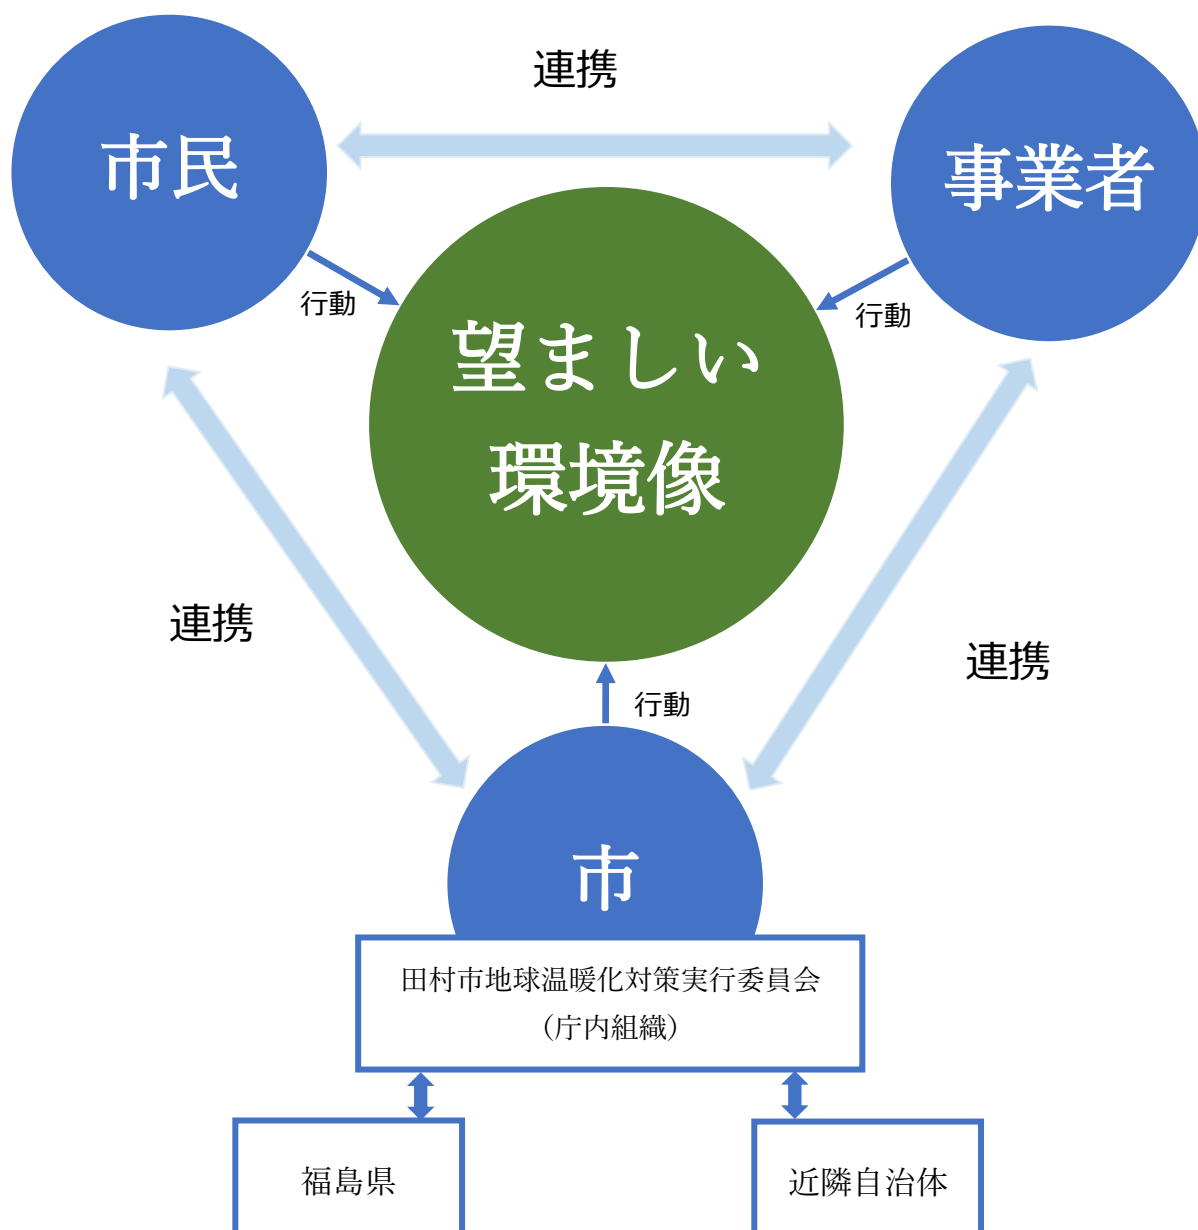 連携
市民
事業者
行動
行動
望ましい
環境像
連携
連携
行動
市
田村市地球温暖化対策実行委員会
（庁内組織）
福島県
近隣自治体